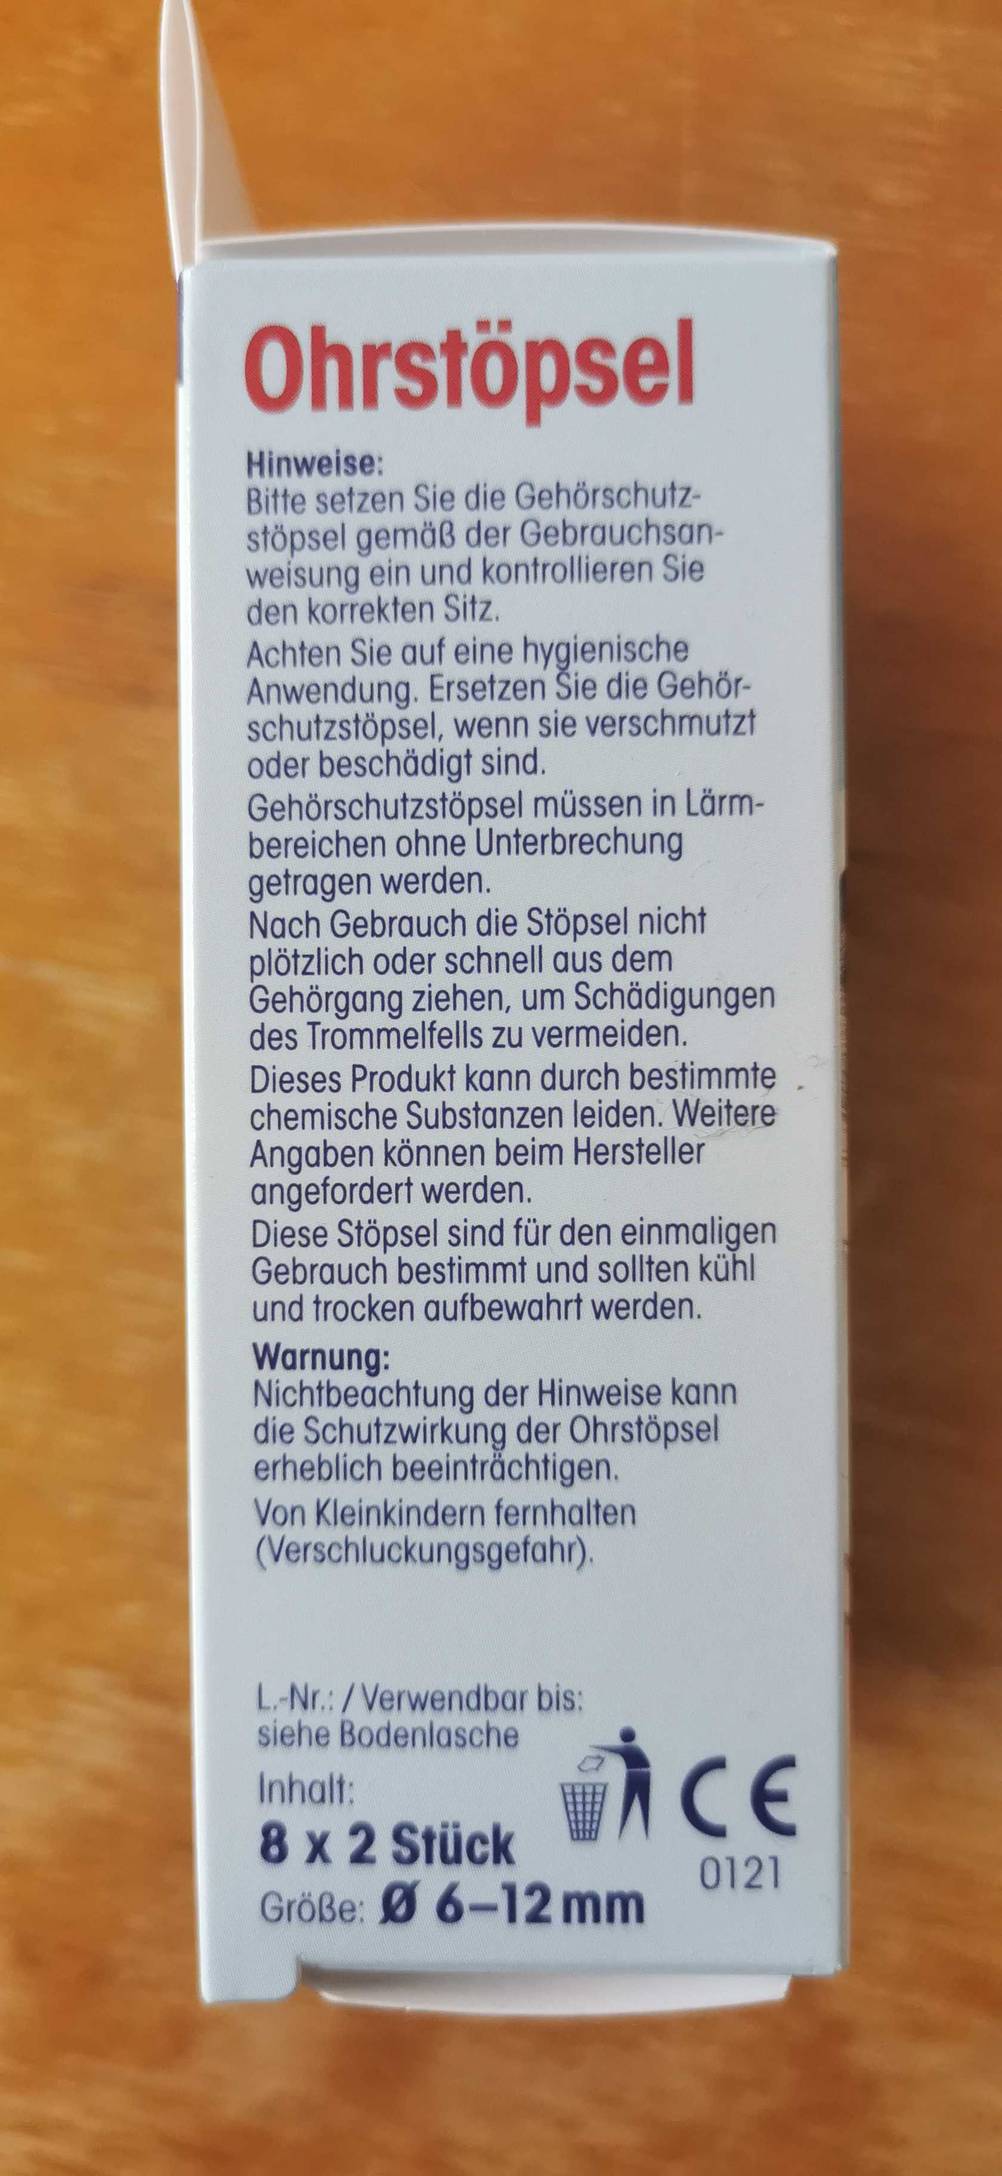 Ohrstöpsel
Hinweise:
Bitte setzen Sie die Gehörschutz-
stöpsel gemäß der Gebrauchsan-
weisung ein und kontrollieren Sie
den korrekten Sitz.
Achten Sie auf eine hygienische
Anwendung. Ersetzen Sie die Gehör-
schutzstöpsel, wenn sie verschmutzt
oder beschädigt sind.
Gehörschutzstöpsel müssen in Lärm-
bereichen ohne Unterbrechung
getragen werden.
Nach Gebrauch die Stöpsel nicht
plötzlich oder schnell aus dem
Gehörgang ziehen, um Schädigungen
des Trommelfells zu vermeiden.
Dieses Produkt kann durch bestimmte
chemische Substanzen leiden. Weitere
Angaben können beim Hersteller
angefordert werden.
Diese Stöpsel sind für den einmaligen
Gebrauch bestimmt und sollten kühl
und trocken aufbewahrt werden.
Warnung:
Nichtbeachtung der Hinweise kann
die Schutzwirkung der Ohrstöpsel
erheblich beeinträchtigen.
Von Kleinkindern fernhalten
(Verschluckungsgefahr).
L.-Nr.: / Verwendbar bis:
siehe Bodenlasche
Inhalt:
8 x 2 Stück
Größe: Ø 6–12 mm
CE
0121